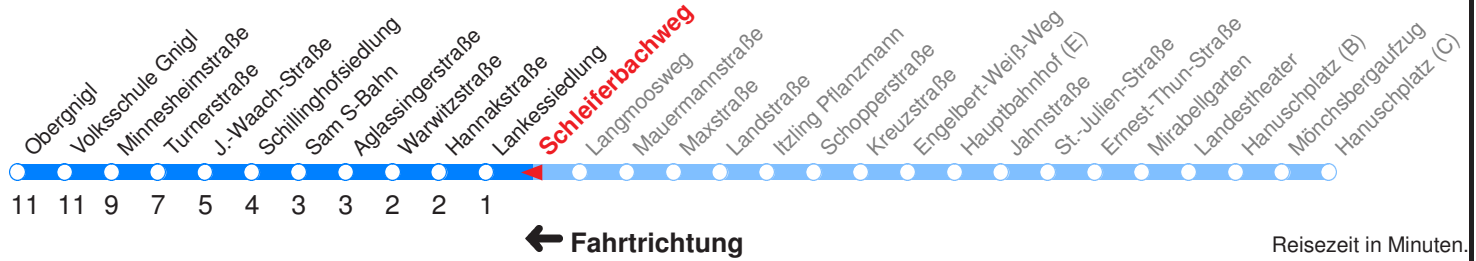 Obergnigl
Volksschule Gnigl
Minnesheimstraße
Turnerstraße
J.-Waach-Straße
Schillinghofsiedlung
Sam S-Bahn
Aglassingerstraße
Warwitzstraße
Hannakstraße
Lankessiedlung
Schleiferbachweg
Langmoosweg
Mauermannstraße
Maxstraße
Landstraße
Itzling Pflanzmann
Schopperstraße
Kreuzstraße
Engelbert-Weiß-Weg
Hauptbahnhof (E)
Jahnstraße
St.-Julien-Straße
Ernest-Thun-Straße
Mirabellgarten
Landestheater
Hanuschplatz (B)
Mönchsbergaufzug
Hanuschplatz (C)
11 11 9 7 5 4 3 3 2 2 1
Fahrtrichtung
Reisezeit in Minuten.